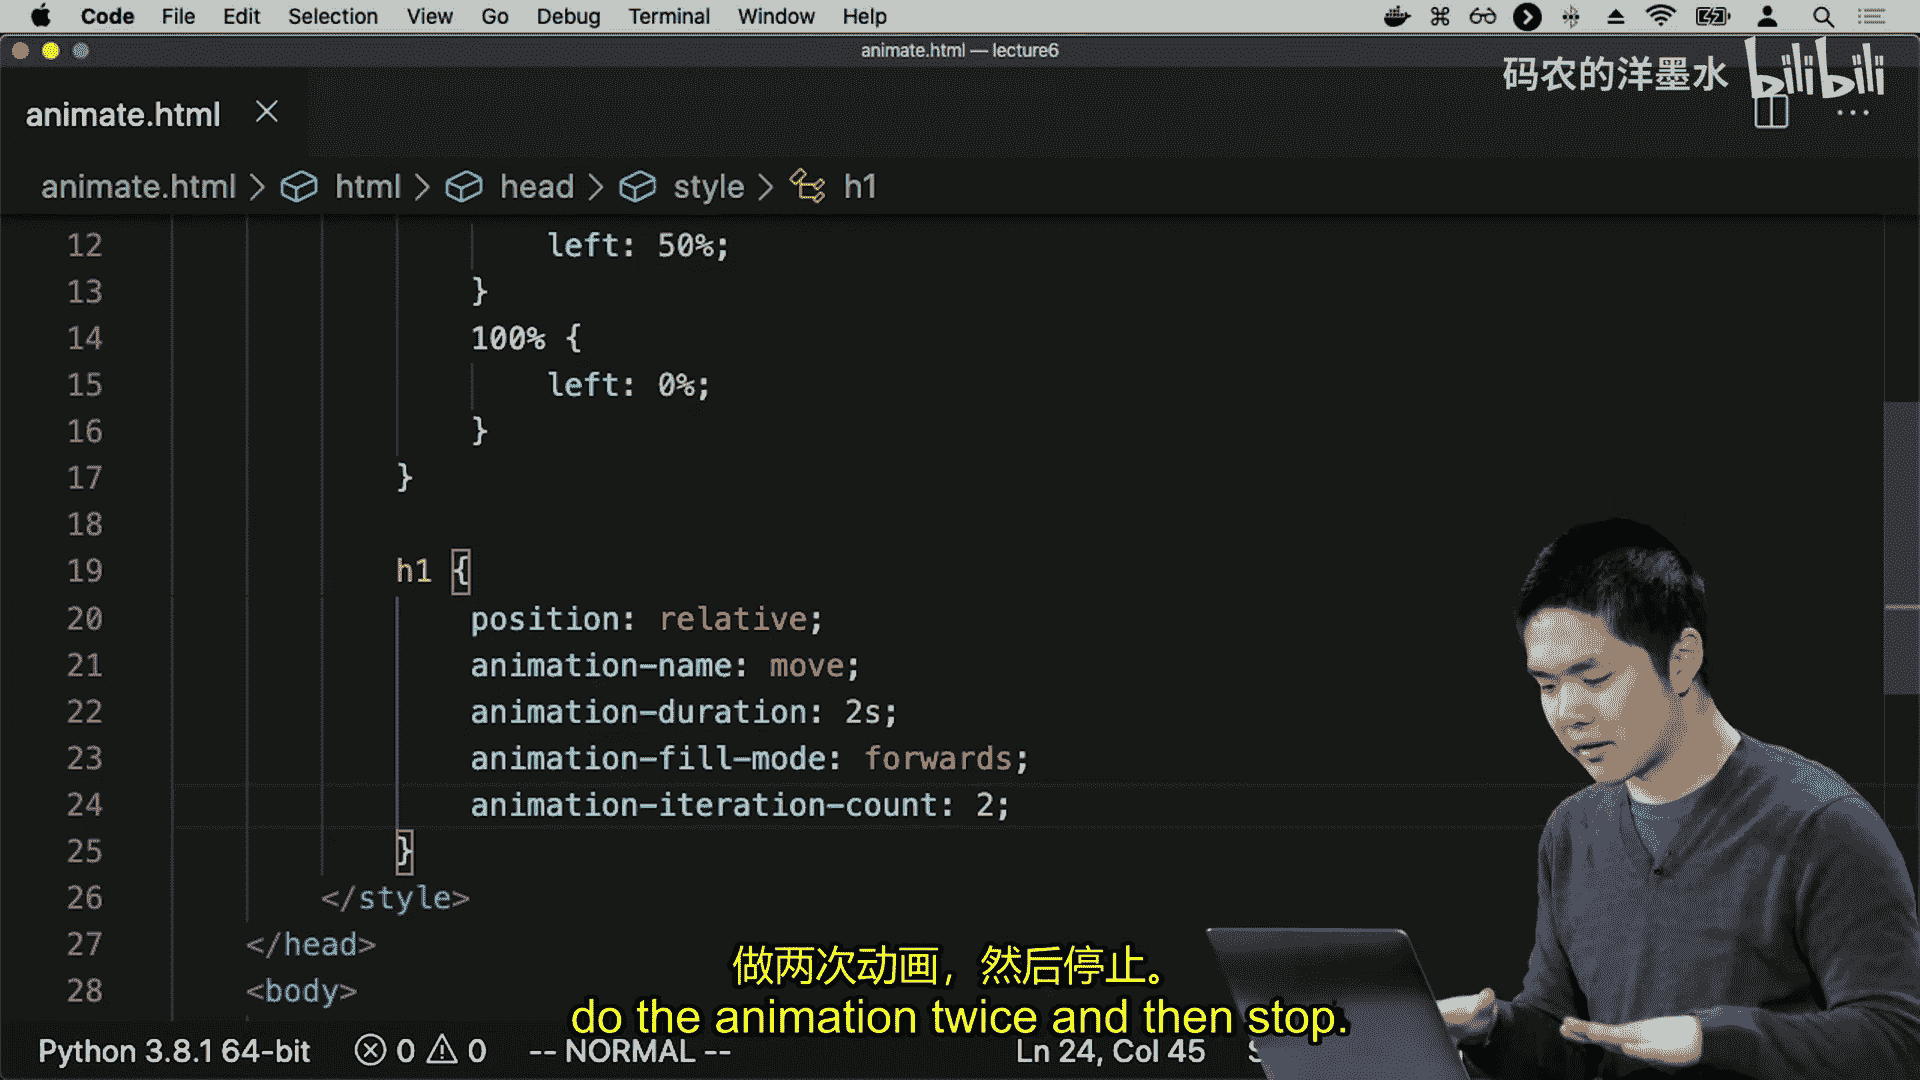 Code File Edit Selection View Go Debug Terminal Window Help
animate.html — lecture6
码农的洋墨水 bilibili
animate.html
animate.html > html > head > style > h1
12 left: 50%;
13 }
14 100% {
15 left: 0%;
16 }
17 }
18
19 h1 {
20 position: relative;
21 animation-name: move;
22 animation-duration: 2s;
23 animation-fill-mode: forwards;
24 animation-iteration-count: 2;
25 }
26 </style>
27 </head>
28 <body>
做两次动画，然后停止。
do the animation twice and then stop.
Python 3.8.1 64-bit 0 0 -- NORMAL -- Ln 24, Col 45